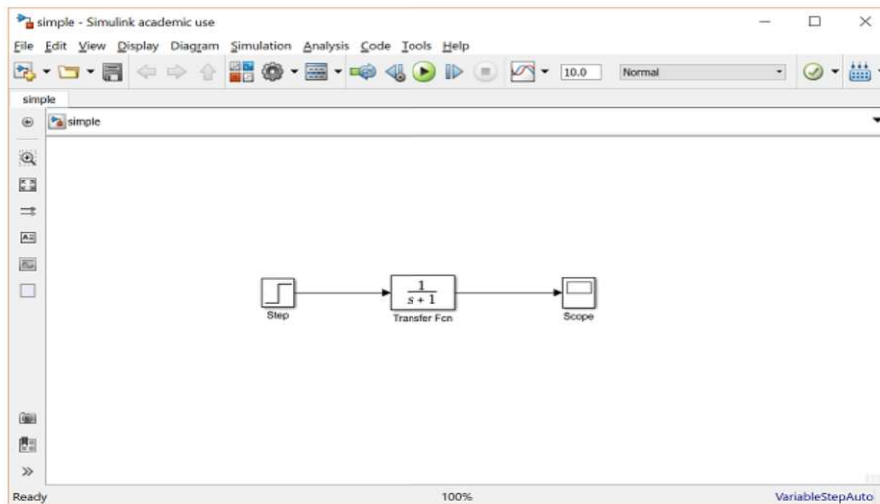 simple - Simulink academic use
File Edit View Display Diagram Simulation Analysis Code Tools Help
10.0 Normal
simple
simple
1
s + 1
Step
Transfer Fcn
Scope
Ready 100% VariableStepAuto